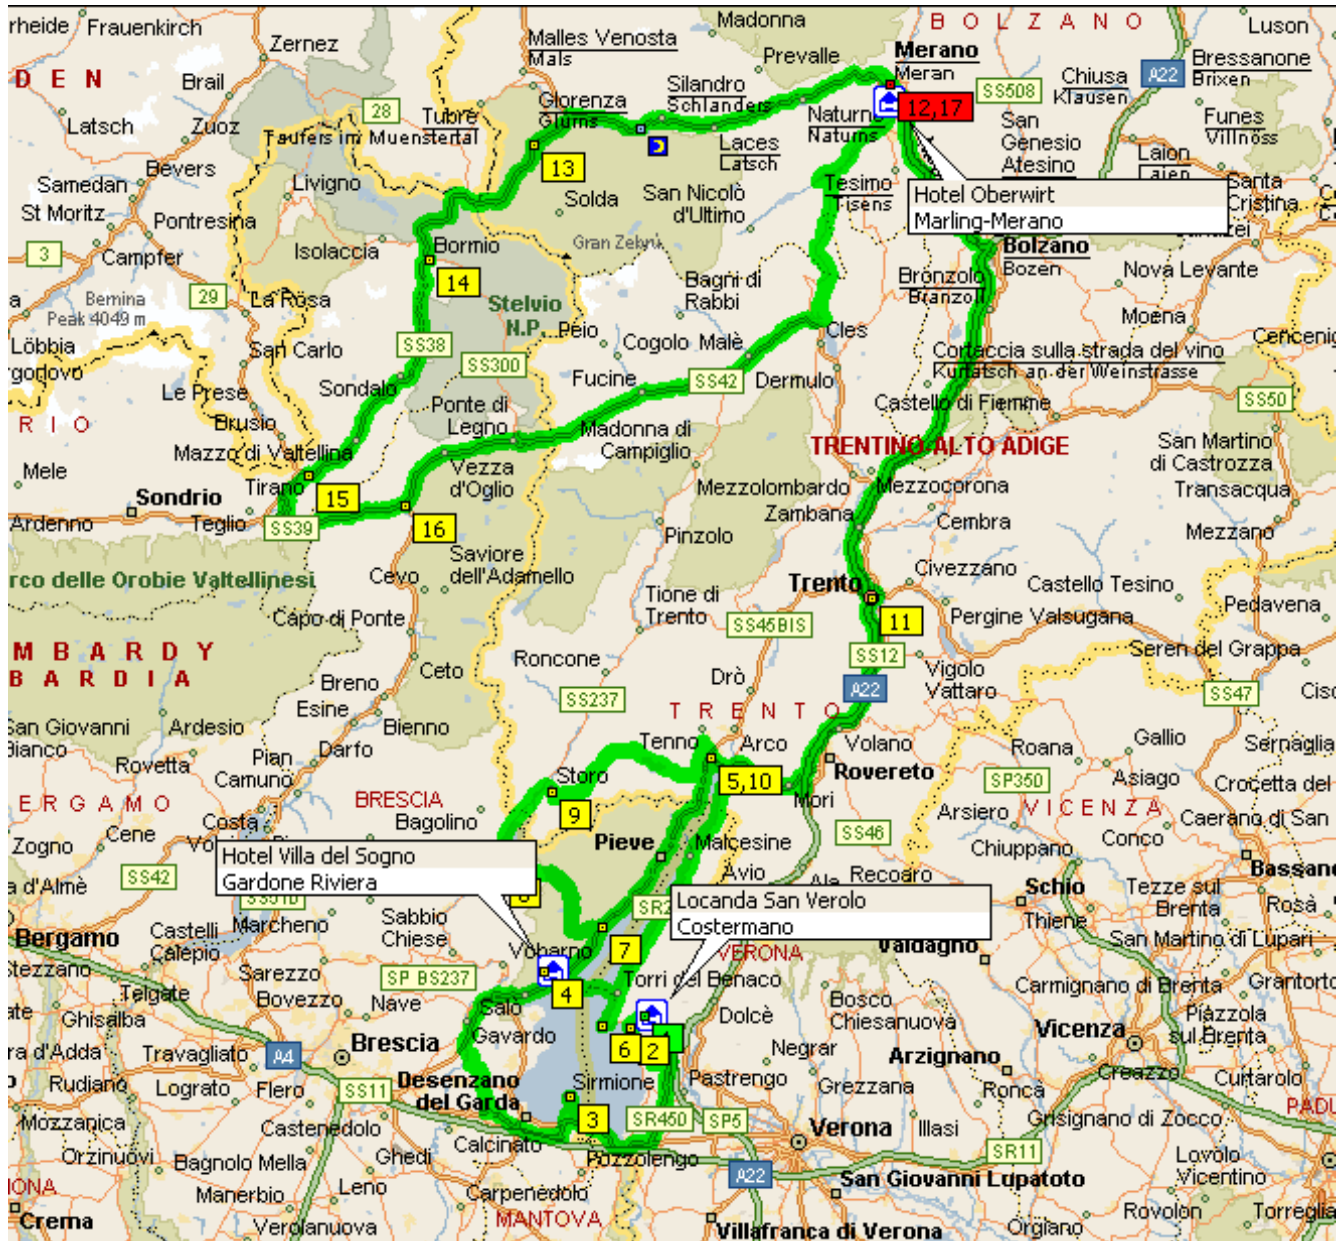 rheide
Frauenkirch
Madonna
BOLZANO
Luson
Zernez
Malles Venosta
Mals
Prevalle
Merano
Meran
Bressanone
Brixen
DEN
Brail
Silandro
Schlanders
SS508
Chiusa
Klausen
A22
28
Tubre
Glorenza
Glurns
Naturno
Naturns
12,17
San
Genesio
Atesino
Funes
Villnöss
Latsch
Zuoz
Taufers im Muenstertal
Laces
Latsch
Laion
Lajen
Bevers
13
Samedan
Livigno
Solda
San Nicolò
d'Ultimo
Tesimo
Tisens
Hotel Oberwirt
Marling-Merano
Santa
Cristina
St Moritz
Pontresina
3
Isolaccia
Bormio
Gran Zebrù
Bolzano
Bozen
Campfer
14
Bagni di
Rabbi
Bronzolo
Branzoll
Nova Levante
Bernina
Peak 4049 m
29
La Rosa
Stelvio
N.P.
Peio
Cles
Moena
Löbbia
San Carlo
SS38
SS300
Cogolo
Malè
Cortaccia sulla strada del vino
Kurtatsch an der Weinstrasse
Cencenig
rgodovo
Le Prese
Sondalo
Fucine
SS42
Dermulo
SS50
RIO
Brusio
Ponte di
Legno
Castello di Fiemme
Mazzo di Valtellina
Madonna di
Campiglio
TRENTINO-ALTO ADIGE
San Martino
di Castrozza
Mele
Vezza
d'Oglio
Sondrio
Tirano
15
Mezzolombardo
Mezzocorona
Transacqua
Ardenno
Teglio
SS39
16
Zambana
Cembra
Mezzano
Pinzolo
Saviore
dell'Adamello
rco delle Orobie Valtellinesi
Cevo
Trento
Civezzano
Castello Tesino
Tione di
Trento
Capo di Ponte
SS45BIS
11
Pergine Valsugana
Pedavena
MBARDY
BARDIA
Ceto
Roncone
SS12
Vigolo
Vattaro
Seren del Grappa
Breno
Drò
A22
SS47
Esine
SS237
TRENTO
San Giovanni
Bianco
Ardesio
Bienno
Tenno
Arco
Volano
Roana
Gallio
Sernaglia
Rovetta
Pian
Camuno
Darfo
Storo
5,10
Rovereto
SP350
Asiago
Crocetta del
ERGAMO
BRESCIA
Mori
Arsiero
VICENZA
Costa
Bagolino
9
Caerano di San
Cene
Zogno
SS46
Conco
Pieve
Malcesine
Chiuppano
Hotel Villa del Sogno
Gardone Riviera
Avio
Ala
Recoaro
Bassano
a d'Almè
SS42
Locanda San Verolo
Costermano
Schio
Thiene
Tezze sul
Brenta
Rosà
Marcheno
Sabbio
Chiese
Bergamo
Castelli
Calepio
Vobarno
7
VERONA
Valdagno
San Martino di Lupari
Sarezzo
SP BS237
Torri del Benaco
Carmignano di Brenta
Grantorto
Telgate
Bovezzo
Nave
Salò
4
Bosco
Chiesanuova
Ghisalba
Gavardo
Dolcè
Vicenza
Piazzola
sul Brenta
ra d'Adda
Travagliato
A4
Brescia
6
2
Negrar
Arzignano
Rudiano
Lograto
Flero
SS11
Desenzano
del Garda
Sirmione
Pastrengo
Grezzana
Roncà
Creazzo
Curtarolo
Mozzanica
Castenedolo
3
SR450
SP5
Verona
Illasi
Grisignano di Zocco
PADU
Orzinuovi
Bagnolo Mella
Ghedi
Calcinato
Pozzolengo
A22
SR11
Lovolo
Vicentino
Manerbio
Leno
Carpenedolo
San Giovanni Lupatoto
Crema
Verolanuova
MANTOVA
Villafranca di Verona
Orgiano
Rovolon
Torreglia